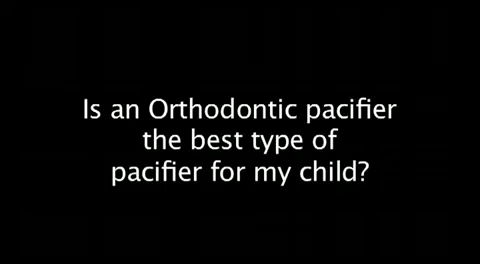 Is an Orthodontic pacifier
the best type of
pacifier for my child?